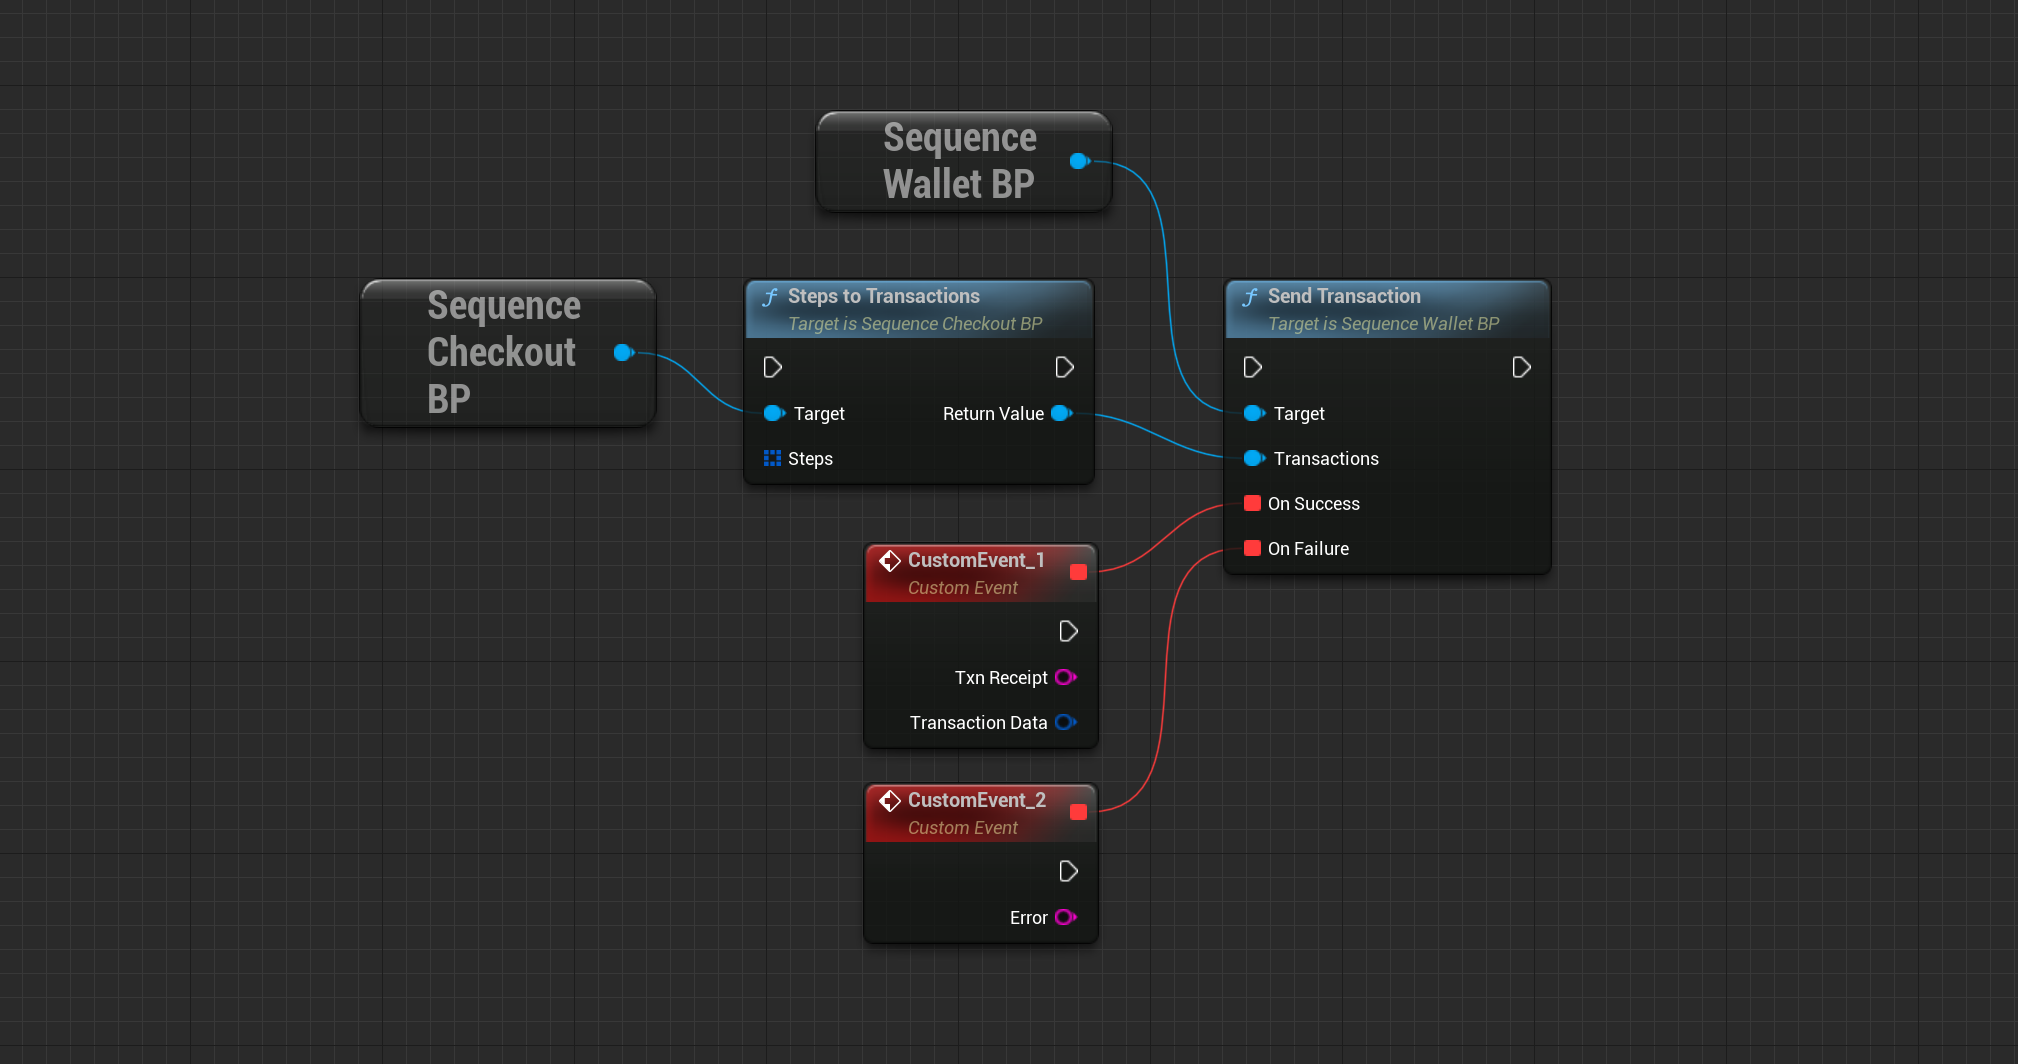 Sequence
Wallet BP
Sequence
Checkout
BP
Steps to Transactions
Target is Sequence Checkout BP
Target
Return Value
Steps
Send Transaction
Target is Sequence Wallet BP
Target
Transactions
On Success
On Failure
CustomEvent_1
Custom Event
Txn Receipt
Transaction Data
CustomEvent_2
Custom Event
Error